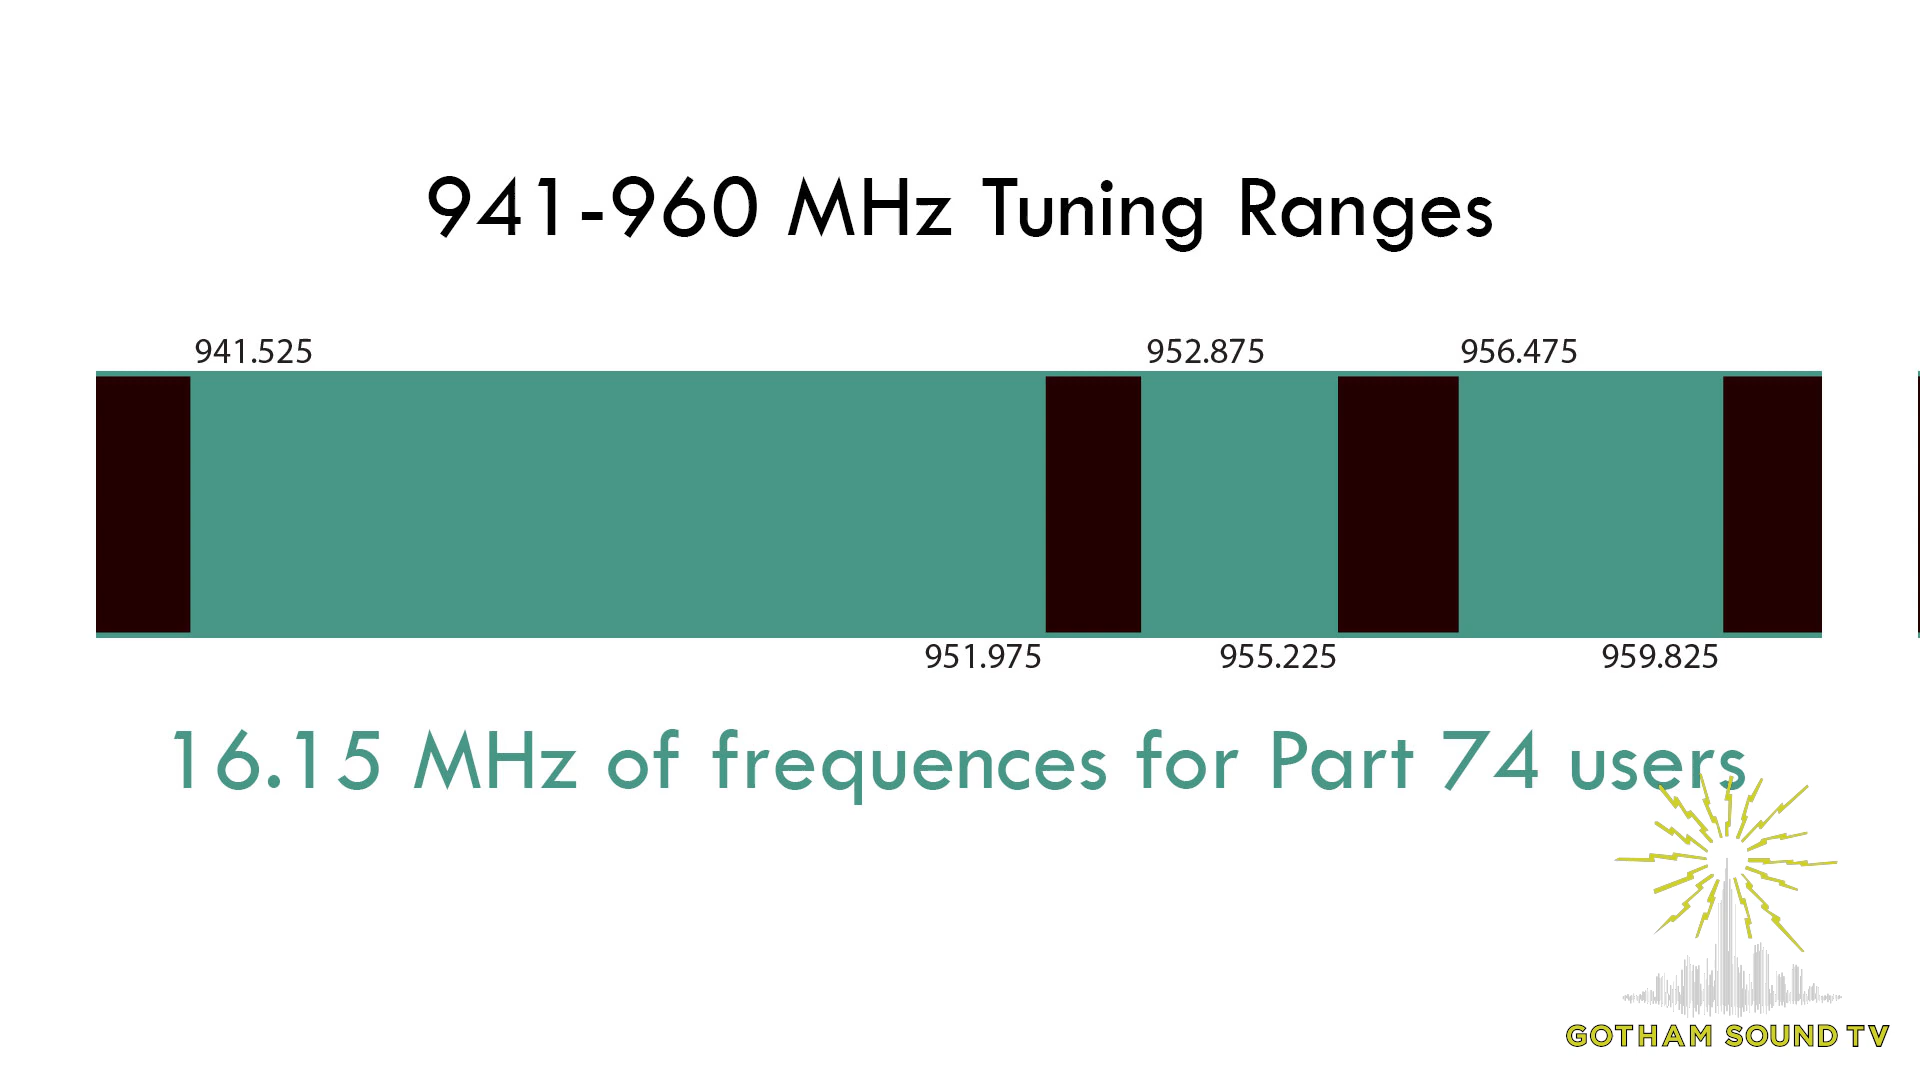 941-960 MHz Tuning Ranges
941.525 952.875 956.475
951.975 955.225 959.825
16.15 MHz of frequences for Part 74 users
GOTHAM SOUND TV